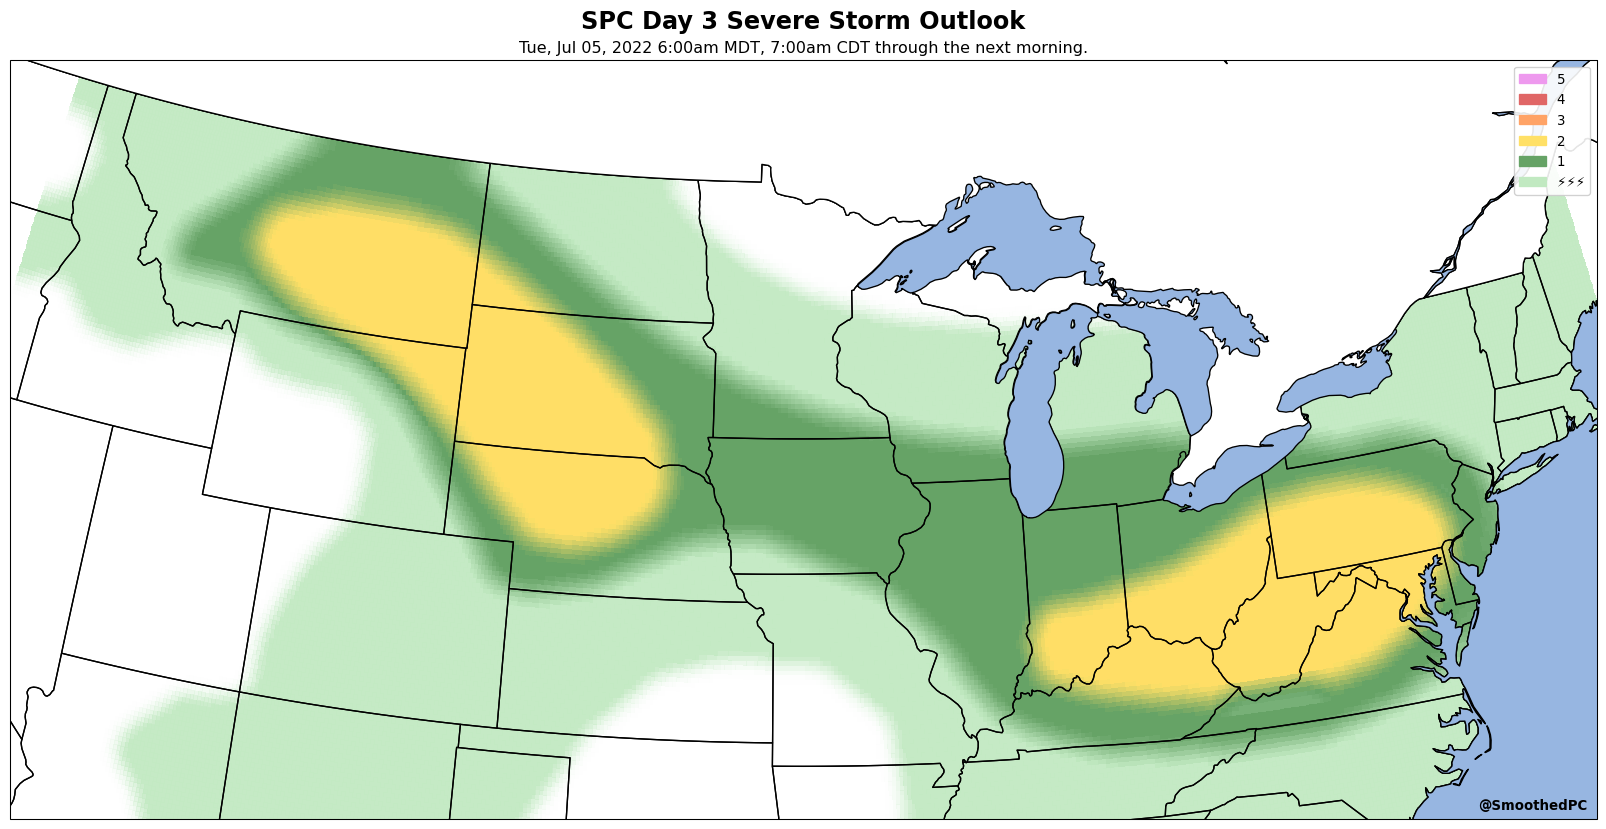 SPC Day 3 Severe Storm Outlook
Tue, Jul 05, 2022 6:00am MDT, 7:00am CDT through the next morning.
5
4
3
2
1
⚡⚡⚡
@SmoothedPC